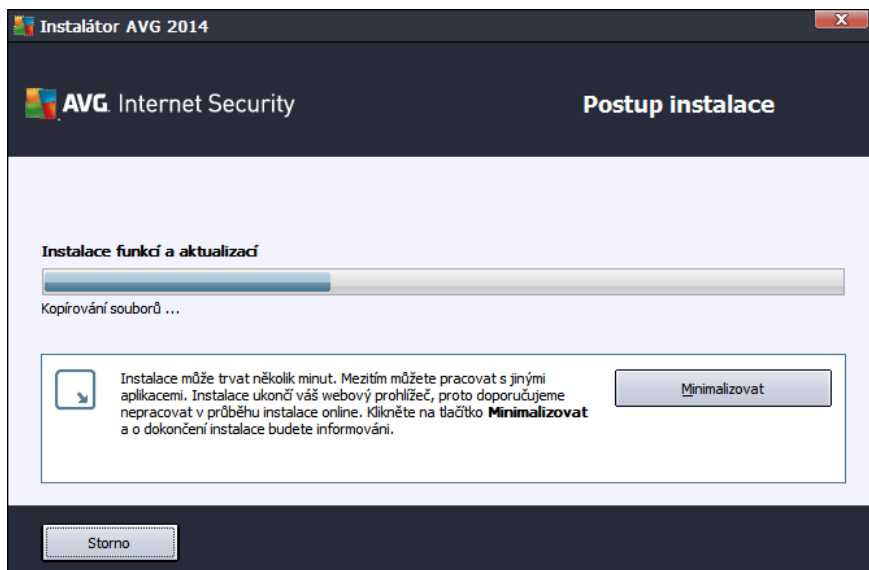 Instalátor AVG 2014
AVG. Internet Security
Postup instalace
Instalace funkcí a aktualizací
Kopírování souborů ...
Instalace může trvat několik minut. Mezitím můžete pracovat s jinými
aplikacemi. Instalace ukončí váš webový prohlížeč, proto doporučujeme
nepracovat v průběhu instalace online. Klikněte na tlačítko Minimalizovat
a o dokončení instalace budete informováni.
Minimalizovat
Storno